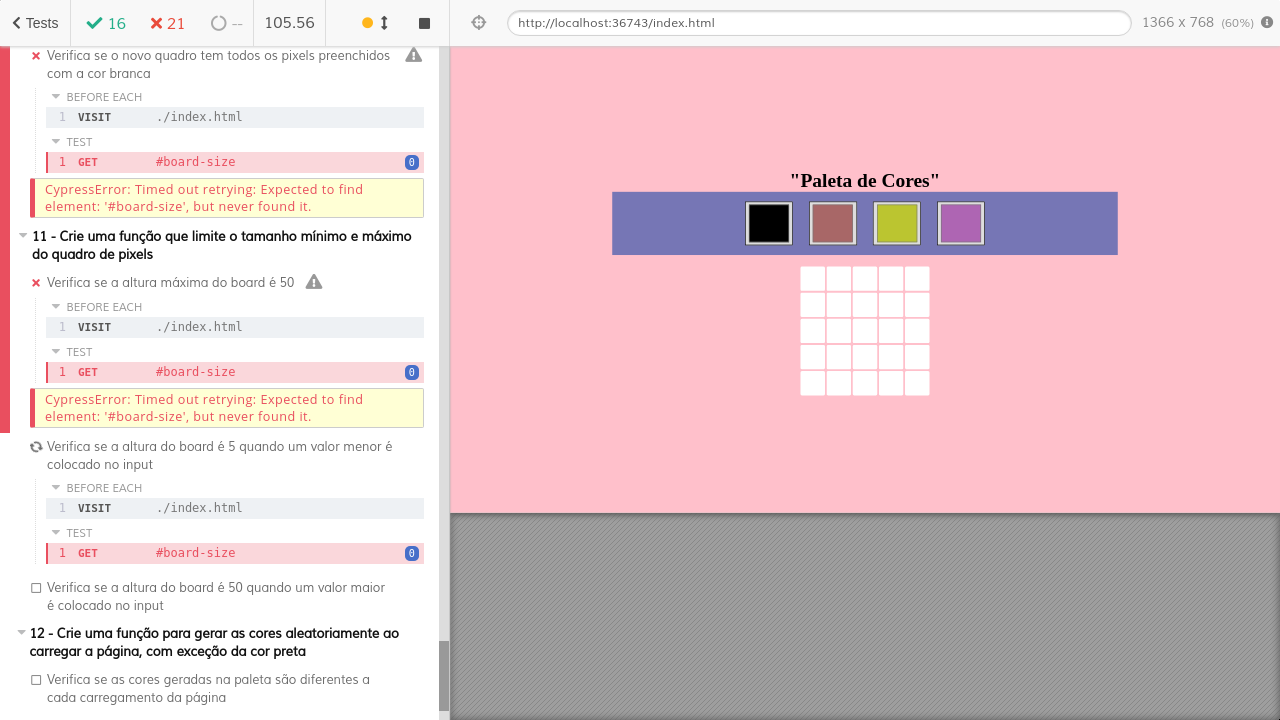 Tests
16
21
--
105.56
http://localhost:36743/index.html
1366 x 768 (60%)
Verifica se o novo quadro tem todos os pixels preenchidos
com a cor branca
BEFORE EACH
1 VISIT ./index.html
TEST
1 GET #board-size 0
CypressError: Timed out retrying: Expected to find
element: '#board-size', but never found it.
11 - Crie uma função que limite o tamanho mínimo e máximo
do quadro de pixels
Verifica se a altura máxima do board é 50
BEFORE EACH
1 VISIT ./index.html
TEST
1 GET #board-size 0
CypressError: Timed out retrying: Expected to find
element: '#board-size', but never found it.
Verifica se a altura do board é 5 quando um valor menor é
colocado no input
BEFORE EACH
1 VISIT ./index.html
TEST
1 GET #board-size 0
Verifica se a altura do board é 50 quando um valor maior
é colocado no input
12 - Crie uma função para gerar as cores aleatoriamente ao
carregar a página, com exceção da cor preta
Verifica se as cores geradas na paleta são diferentes a
cada carregamento da página
"Paleta de Cores"